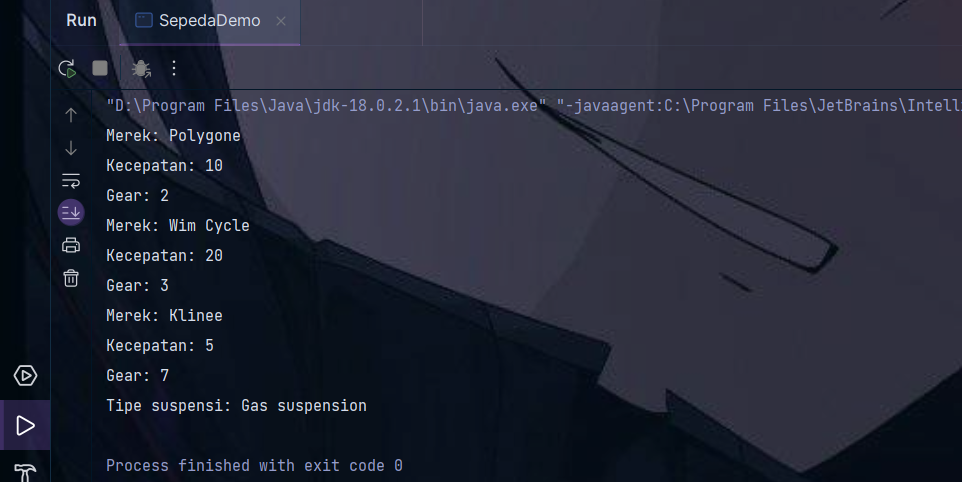 Run SepedaDemo
"D:\Program Files\Java\jdk-18.0.2.1\bin\java.exe" "-javaagent:C:\Program Files\JetBrains\Intell
Merek: Polygone
Kecepatan: 10
Gear: 2
Merek: Wim Cycle
Kecepatan: 20
Gear: 3
Merek: Klinee
Kecepatan: 5
Gear: 7
Tipe suspensi: Gas suspension
Process finished with exit code 0